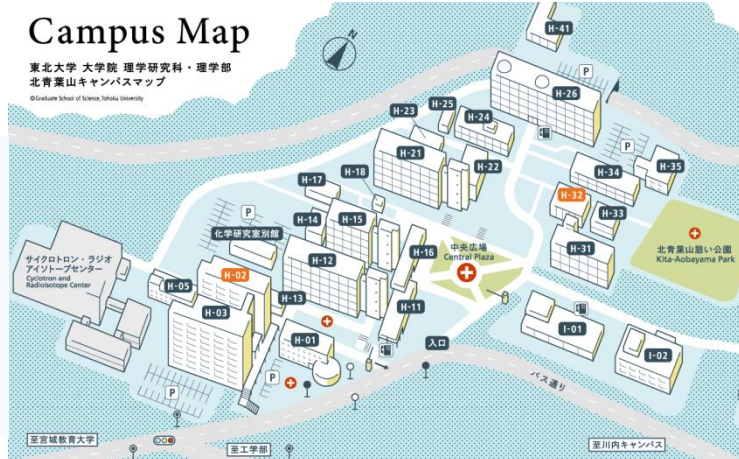 Campus Map
東北大学 大学院 理学研究科・理学部
北青葉山キャンパスマップ
©Graduate School of Science, Tohoku University
H-41
P
H-26
H-25
H-24
H-23
P
H-21
H-22
H-34
H-35
H-18
H-17
H-32
H-33
P
H-14
H-15
化学研究室別館
H-16
中央広場
Central Plaza
H-31
北青葉山憩い公園
Kita-Aobayama Park
サイクロトロン・ラジオ
アイソトープセンター
Cyclotron and
Radioisotope Center
H-12
H-02
H-05
H-13
H-03
H-11
H-01
I-01
入口
I-02
P
P
バス通り
至宮城教育大学
至工学部
至川内キャンパス